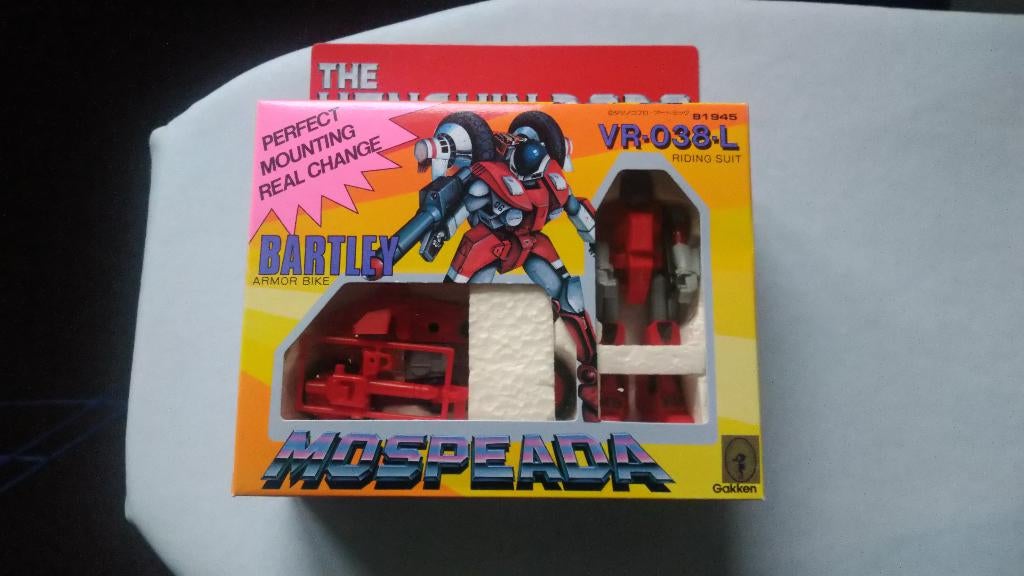 THE
PERFECT
MOUNTING
REAL CHANGE
81945
VR-038-L
RIDING SUIT
BARTLEY
ARMOR BIKE
MOSPEADA
Gakken